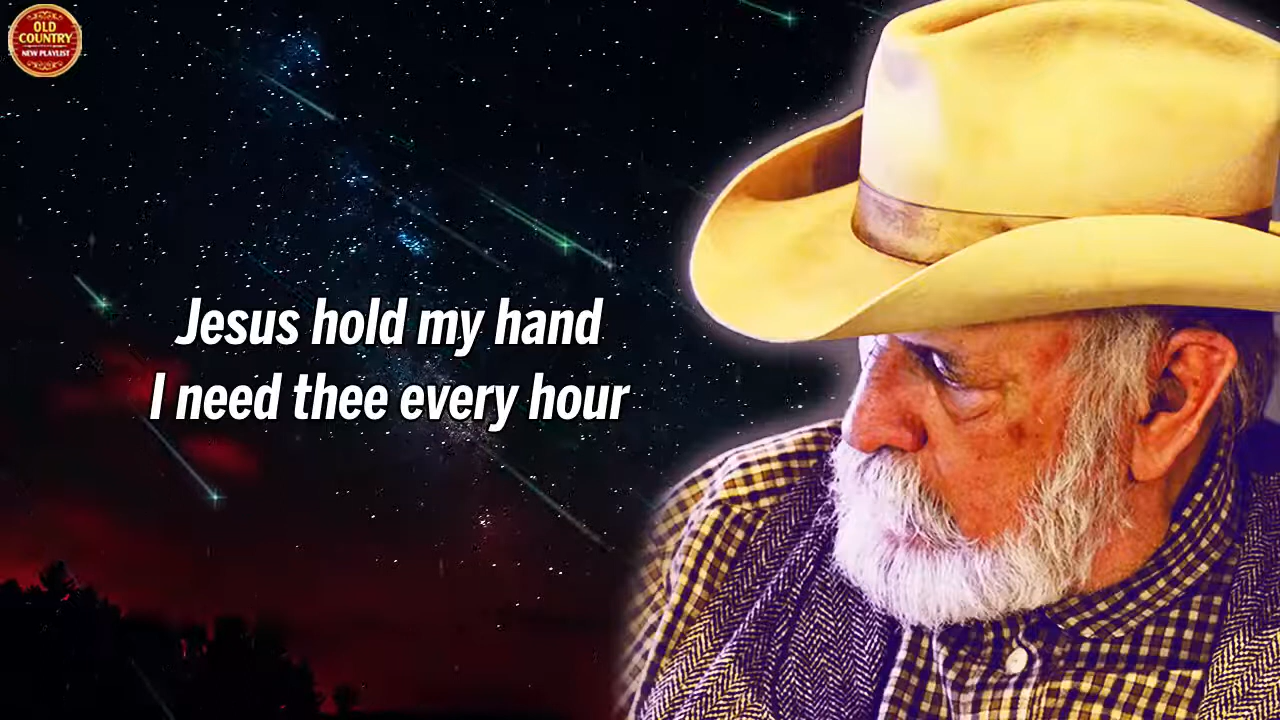 OLD
COUNTRY
NEW PLAYLIST
Jesus hold my hand
I need thee every hour